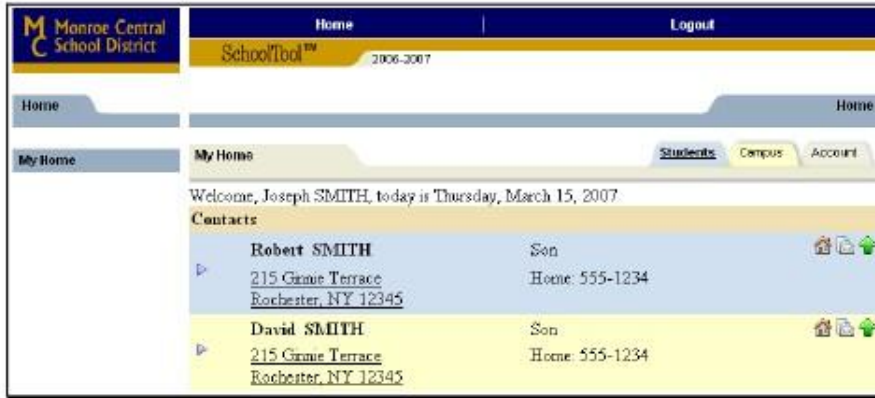 Monroe Central
School District
Home Logout
SchoolTool™ 2006-2007
Home Home
My Home My Home Students Campus Account
Welcome, Joseph SMITH, today is Thursday, March 15, 2007
Contacts
Robert SMITH Son
215 Ginnie Terrace Home: 555-1234
Rochester, NY 12345
David SMITH Son
215 Ginnie Terrace Home: 555-1234
Rochester, NY 12345